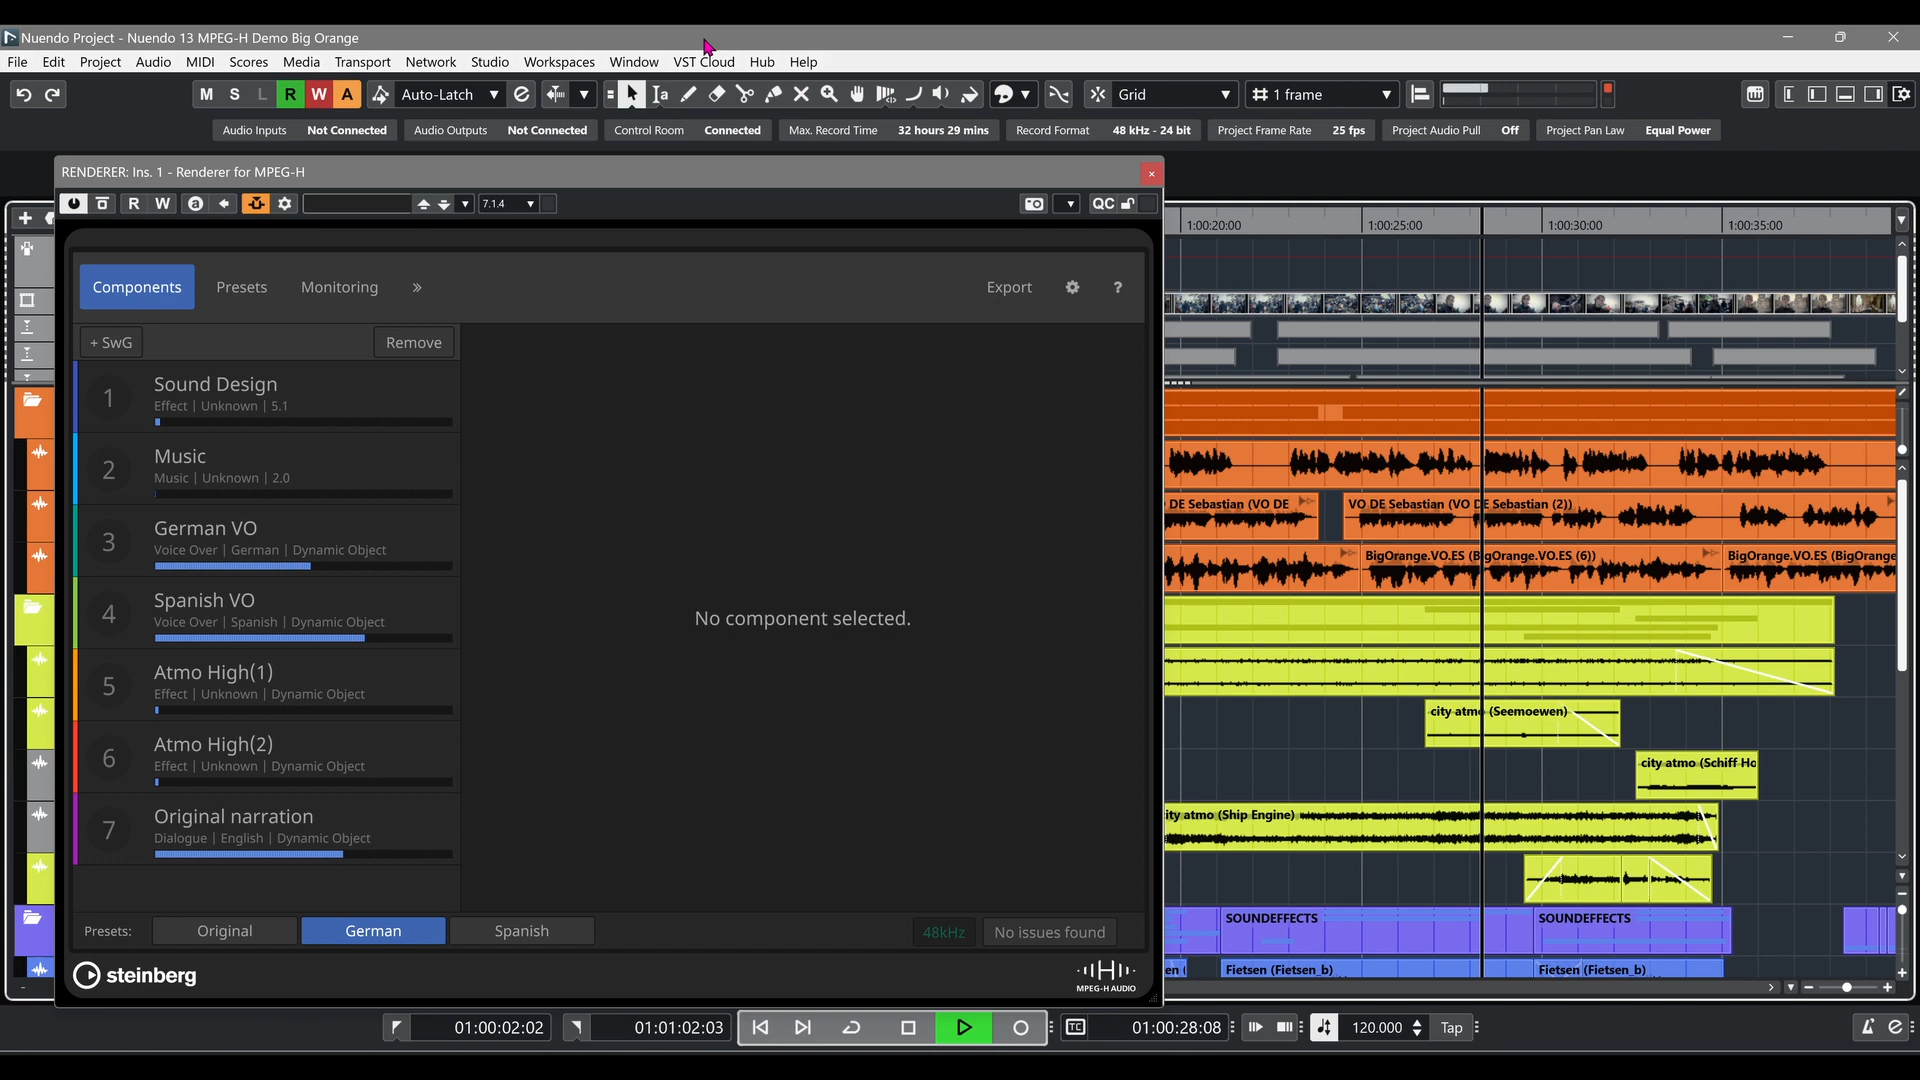 Nuendo Project - Nuendo 13 MPEG-H Demo Big Orange
File Edit Project Audio MIDI Scores Media Transport Network Studio Workspaces Window VST Cloud Hub Help
M S L R W A Auto-Latch Grid 1 frame
Audio Inputs Not Connected Audio Outputs Not Connected Control Room Connected Max. Record Time 32 hours 29 mins Record Format 48 kHz - 24 bit Project Frame Rate 25 fps Project Audio Pull Off Project Pan Law Equal Power
RENDERER: Ins. 1 - Renderer for MPEG-H
R W a 7.1.4 QC
1:00:20:00 1:00:25:00 1:00:30:00 1:00:35:00
Components Presets Monitoring » Export ?
+ SwG Remove
1 Sound Design
Effect | Unknown | 5.1
2 Music
Music | Unknown | 2.0
3 German VO
Voice Over | German | Dynamic Object
4 Spanish VO
Voice Over | Spanish | Dynamic Object
5 Atmo High(1)
Effect | Unknown | Dynamic Object
6 Atmo High(2)
Effect | Unknown | Dynamic Object
7 Original narration
Dialogue | English | Dynamic Object
No component selected.
Presets: Original German Spanish 48kHz No issues found
steinberg
MPEG-H AUDIO
DE Sebastian (VO DE VO DE Sebastian (VO DE Sebastian (2))
BigOrange.VO.ES (BigOrange.VO.ES (6)) BigOrange.VO.ES (BigOrange
city atmo (Seemoewen)
city atmo (Schiff Ho
ity atmo (Ship Engine)
SOUNDEFFECTS SOUNDEFFECTS
en ( Fietsen (Fietsen_b) Fietsen (Fietsen_b)
01:00:02:02 01:01:02:03 TC 01:00:28:08 120.000 Tap